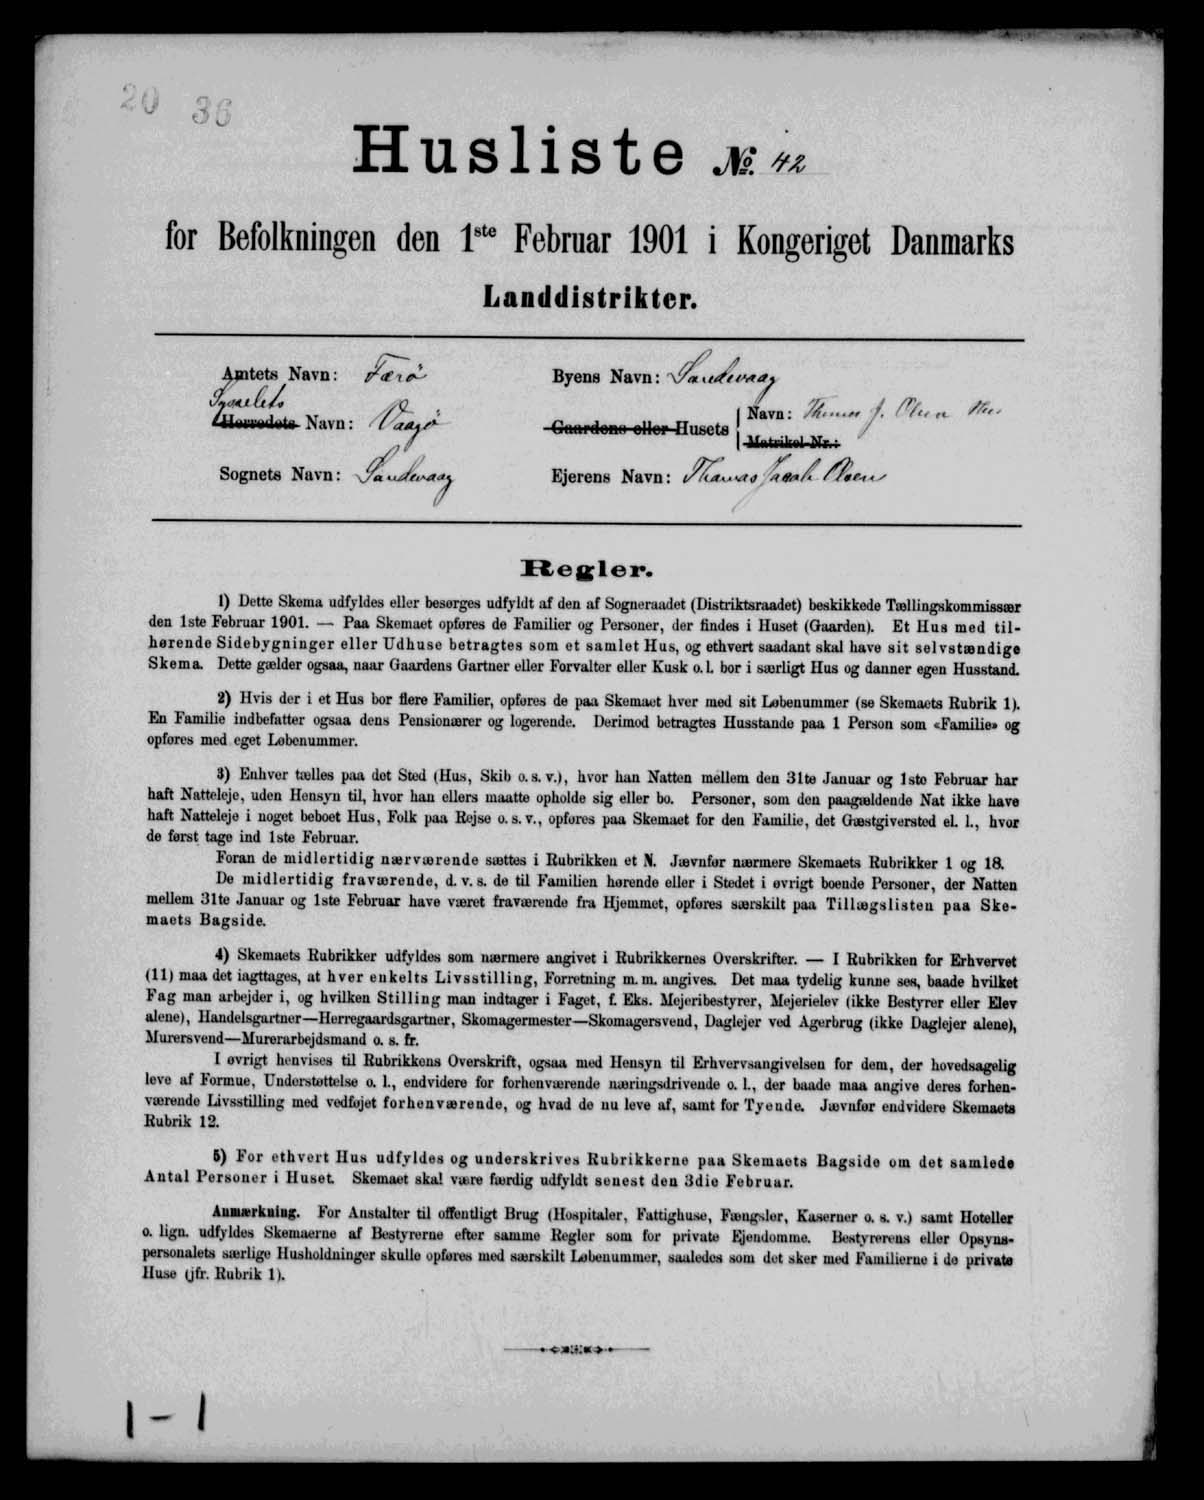 20 36
Husliste No. 42
for Befolkningen den 1ste Februar 1901 i Kongeriget Danmarks
Landdistrikter.
Amtets Navn: Færø
Byens Navn: Sandevaag
Sysselets
Herredets Navn: Vaagø
Gaardens eller Husets
Navn: Thomas J. Olsen Hus
Matrikel-Nr.:
Sognets Navn: Sandevaag
Ejerens Navn: Thomas Jacob Olsen
Regler.
1) Dette Skema udfyldes eller besørges udfyldt af den af Sogneraadet (Distriktsraadet) beskikkede Tællingskommissær
den 1ste Februar 1901. — Paa Skemaet opføres de Familier og Personer, der findes i Huset (Gaarden). Et Hus med til-
hørende Sidebygninger eller Udhuse betragtes som et samlet Hus, og ethvert saadant skal have sit selvstændige
Skema. Dette gælder ogsaa, naar Gaardens Gartner eller Forvalter eller Kusk o. l. bor i særligt Hus og danner egen Husstand.
2) Hvis der i et Hus bor flere Familier, opføres de paa Skemaet hver med sit Løbenummer (se Skemaets Rubrik 1).
En Familie indbefatter ogsaa dens Pensionærer og logerende. Derimod betragtes Husstande paa 1 Person som «Familie» og
opføres med eget Løbenummer.
3) Enhver tælles paa det Sted (Hus, Skib o. s. v.), hvor han Natten mellem den 31te Januar og 1ste Februar har
haft Natteleje, uden Hensyn til, hvor han ellers maatte opholde sig eller bo. Personer, som den paagældende Nat ikke have
haft Natteleje i noget beboet Hus, Folk paa Rejse o. s. v., opføres paa Skemaet for den Familie, det Gæstgiversted el. l., hvor
de først tage ind 1ste Februar.
Foran de midlertidig nærværende sættes i Rubrikken et N. Jævnfør nærmere Skemaets Rubrikker 1 og 18.
De midlertidig fraværende, d. v. s. de til Familien hørende eller i Stedet i øvrigt boende Personer, der Natten
mellem 31te Januar og 1ste Februar have været fraværende fra Hjemmet, opføres særskilt paa Tillægslisten paa Ske-
maets Bagside.
4) Skemaets Rubrikker udfyldes som nærmere angivet i Rubrikkernes Overskrifter. — I Rubrikken for Erhvervet
(11) maa det iagttages, at hver enkelts Livsstilling, Forretning m. m. angives. Det maa tydelig kunne ses, baade hvilket
Fag man arbejder i, og hvilken Stilling man indtager i Faget, f. Eks. Mejeribestyrer, Mejerielev (ikke Bestyrer eller Elev
alene), Handelsgartner—Herregaardsgartner, Skomagermester—Skomagersvend, Daglejer ved Agerbrug (ikke Daglejer alene),
Murersvend—Murerarbejdsmand o. s. fr.
I øvrigt henvises til Rubrikkens Overskrift, ogsaa med Hensyn til Erhvervsangivelsen for dem, der hovedsagelig
leve af Formue, Understøttelse o. l., endvidere for forhenværende næringsdrivende o. l., der baade maa angive deres forhen-
værende Livsstilling med vedføjet forhenværende, og hvad de nu leve af, samt for Tyende. Jævnfør endvidere Skemaets
Rubrik 12.
5) For ethvert Hus udfyldes og underskrives Rubrikkerne paa Skemaets Bagside om det samlede
Antal Personer i Huset. Skemaet skal være færdig udfyldt senest den 3die Februar.
Anmærkning. For Anstalter til offentligt Brug (Hospitaler, Fattighuse, Fængsler, Kaserner o. s. v.) samt Hoteller
o. lign. udfyldes Skemaerne af Bestyrerne efter samme Regler som for private Ejendomme. Bestyrerens eller Opsyns-
personalets særlige Husholdninger skulle opføres med særskilt Løbenummer, saaledes som det sker med Familierne i de private
Huse (jfr. Rubrik 1).
1-1